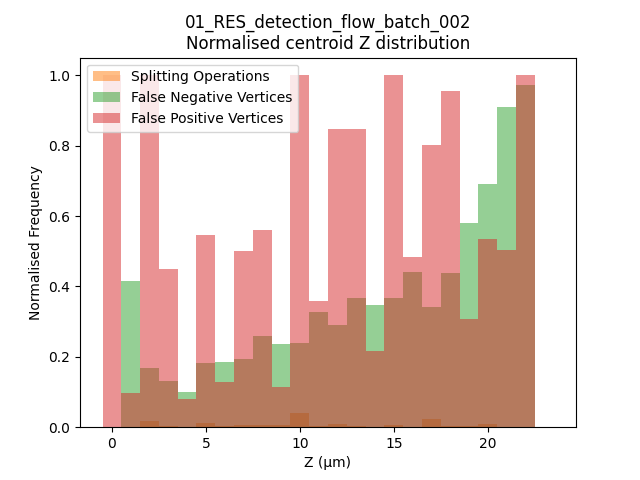 01_RES_detection_flow_batch_002
Normalised centroid Z distribution
Splitting Operations
False Negative Vertices
False Positive Vertices
Normalised Frequency
1.0
0.8
0.6
0.4
0.2
0.0
0 5 10 15 20
Z (μm)